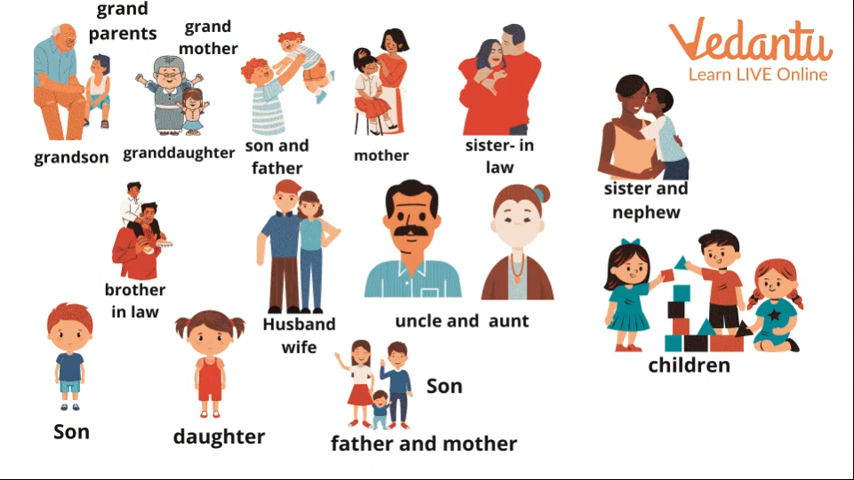 grand
parents
grand
mother
Vedantu
Learn LIVE Online
grandson
granddaughter
son and
father
mother
sister- in
law
sister and
nephew
brother
in law
Husband
wife
uncle and aunt
children
Son
daughter
Son
father and mother